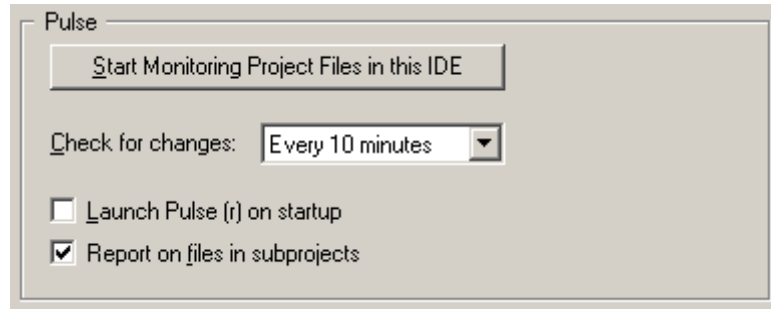 Pulse
Start Monitoring Project Files in this IDE
Check for changes: Every 10 minutes
Launch Pulse (r) on startup
Report on files in subprojects